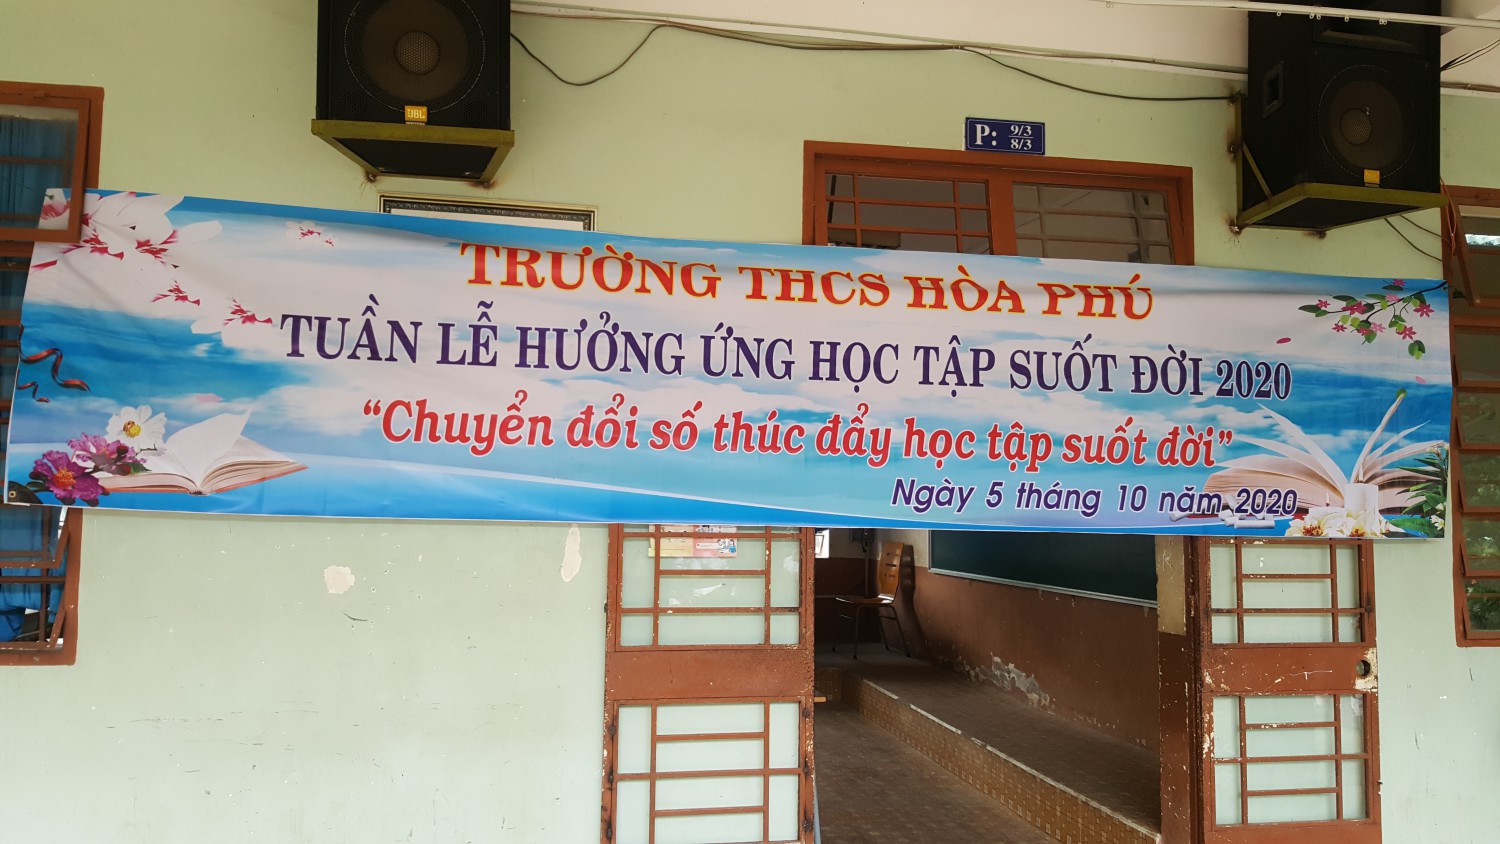 JBL
P: 9/3
8/3
TRƯỜNG THCS HÒA PHÚ
TUẦN LỄ HƯỞNG ỨNG HỌC TẬP SUỐT ĐỜI 2020
“Chuyển đổi số thúc đẩy học tập suốt đời”
Ngày 5 tháng 10 năm 2020